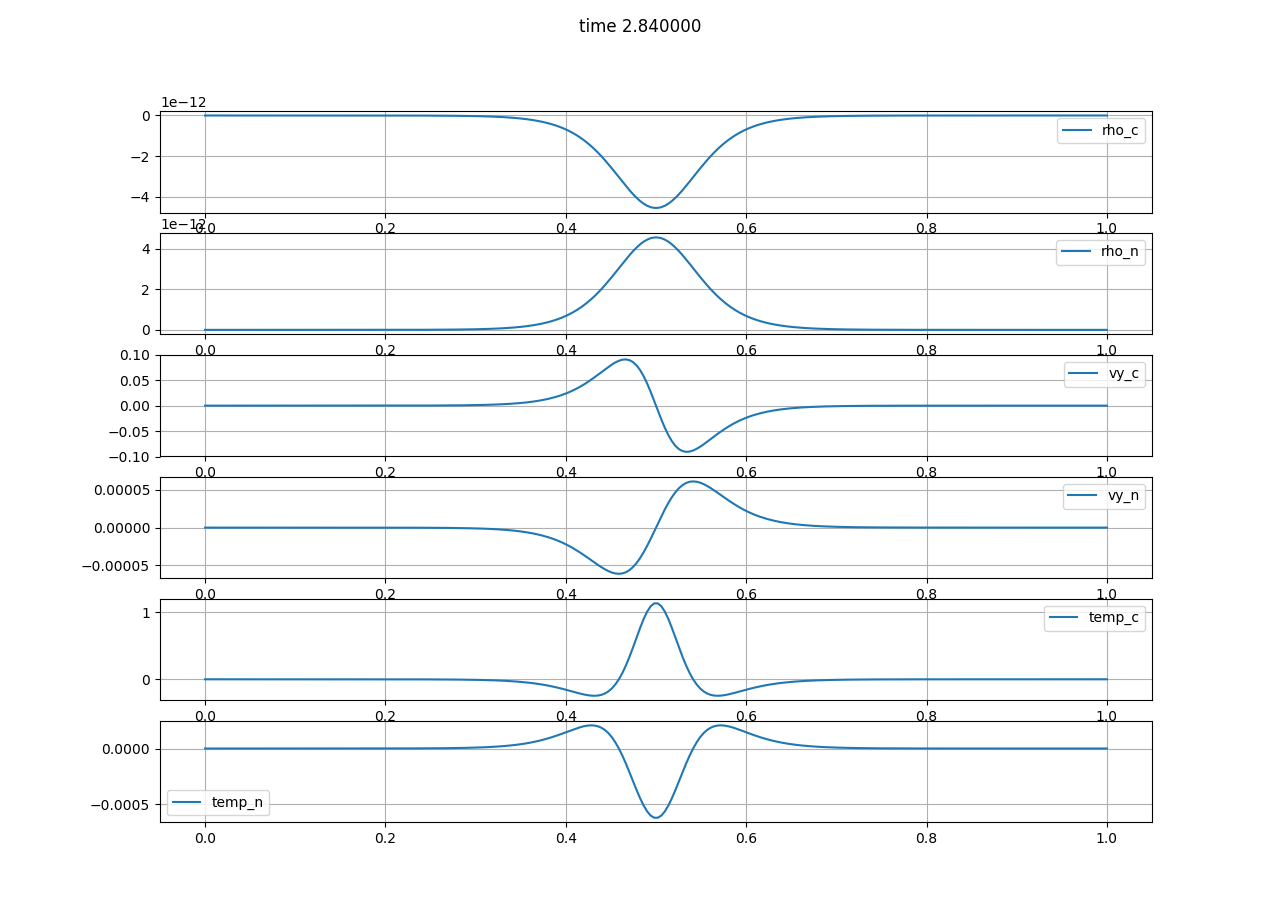 time 2.840000
1e−12
0
−2
−4
rho_c
0.0 0.2 0.4 0.6 0.8 1.0
1e−12
4
2
0
rho_n
0.0 0.2 0.4 0.6 0.8 1.0
0.10
0.05
0.00
−0.05
−0.10
vy_c
0.0 0.2 0.4 0.6 0.8 1.0
0.00005
0.00000
−0.00005
vy_n
0.0 0.2 0.4 0.6 0.8 1.0
1
0
temp_c
0.0 0.2 0.4 0.6 0.8 1.0
0.0000
−0.0005
temp_n
0.0 0.2 0.4 0.6 0.8 1.0